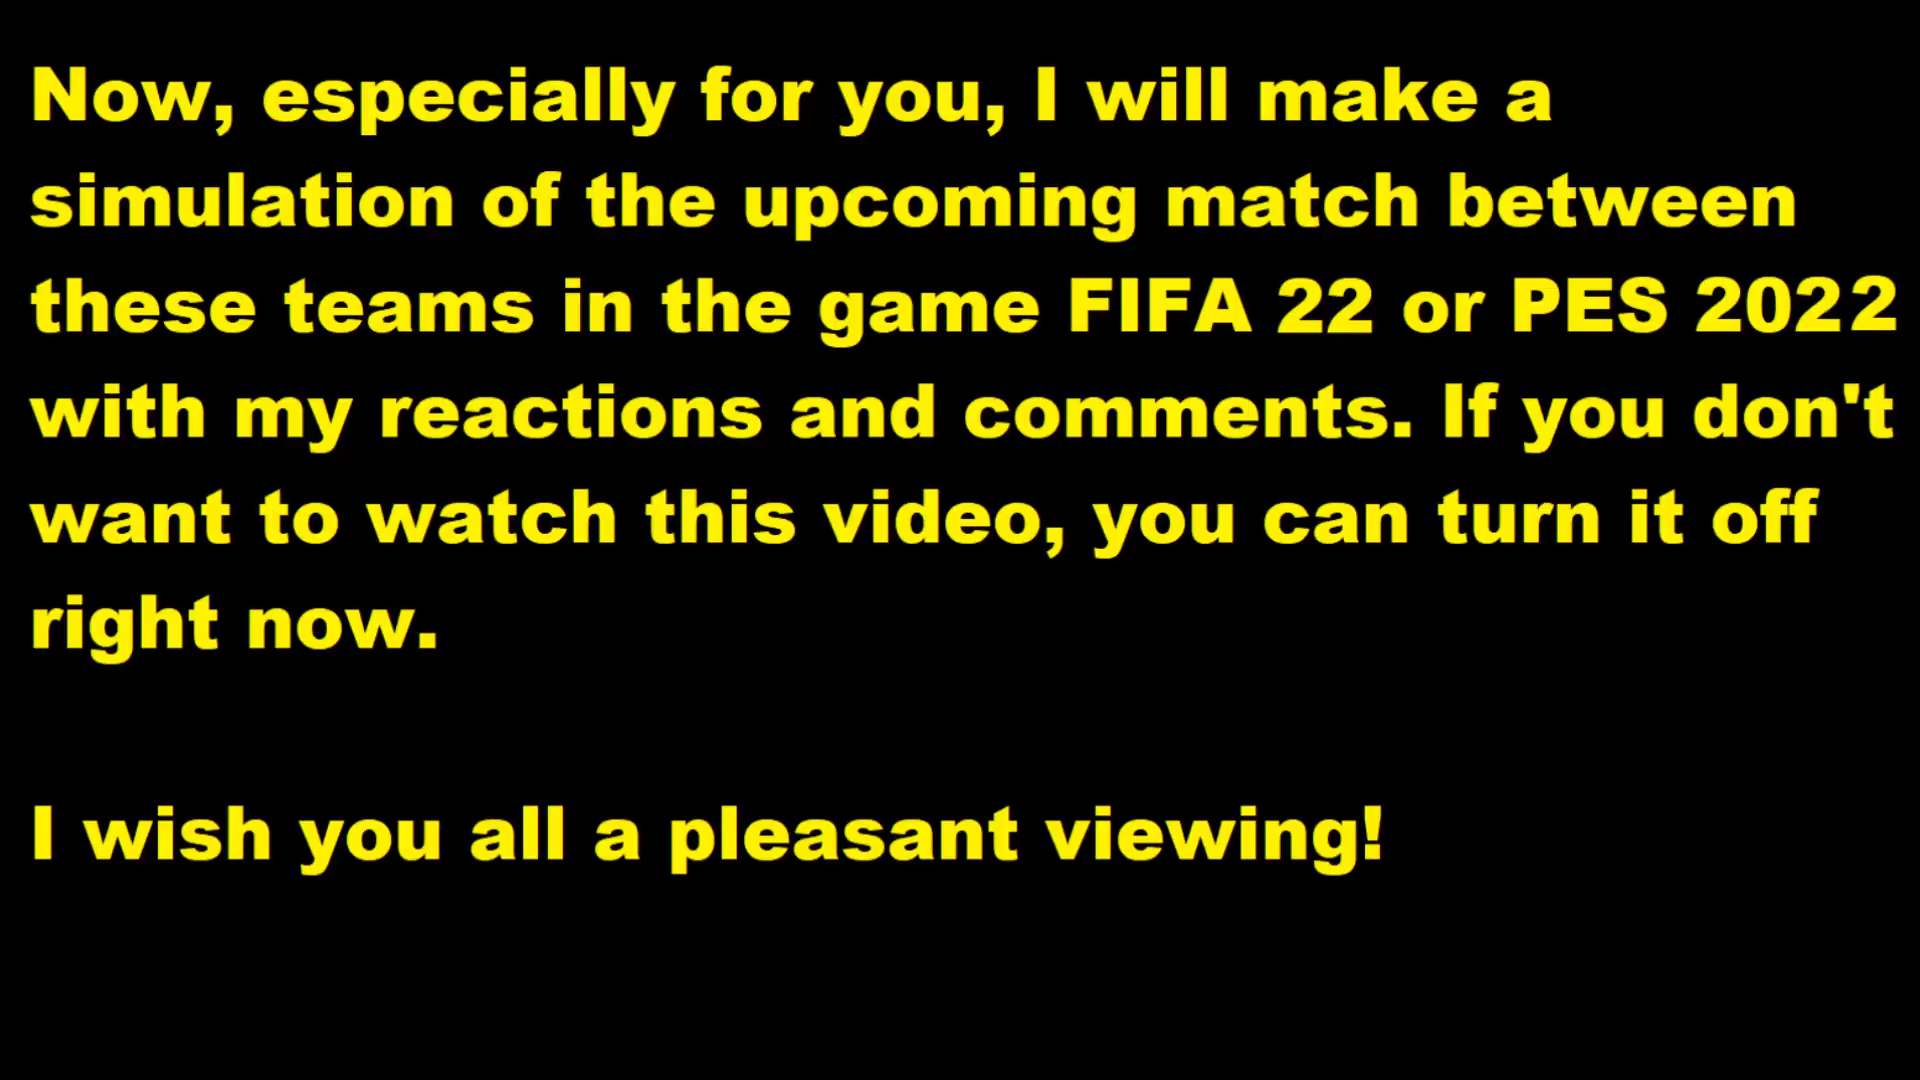 Now, especially for you, I will make a
simulation of the upcoming match between
these teams in the game FIFA 22 or PES 2022
with my reactions and comments. If you don't
want to watch this video, you can turn it off
right now.
I wish you all a pleasant viewing!